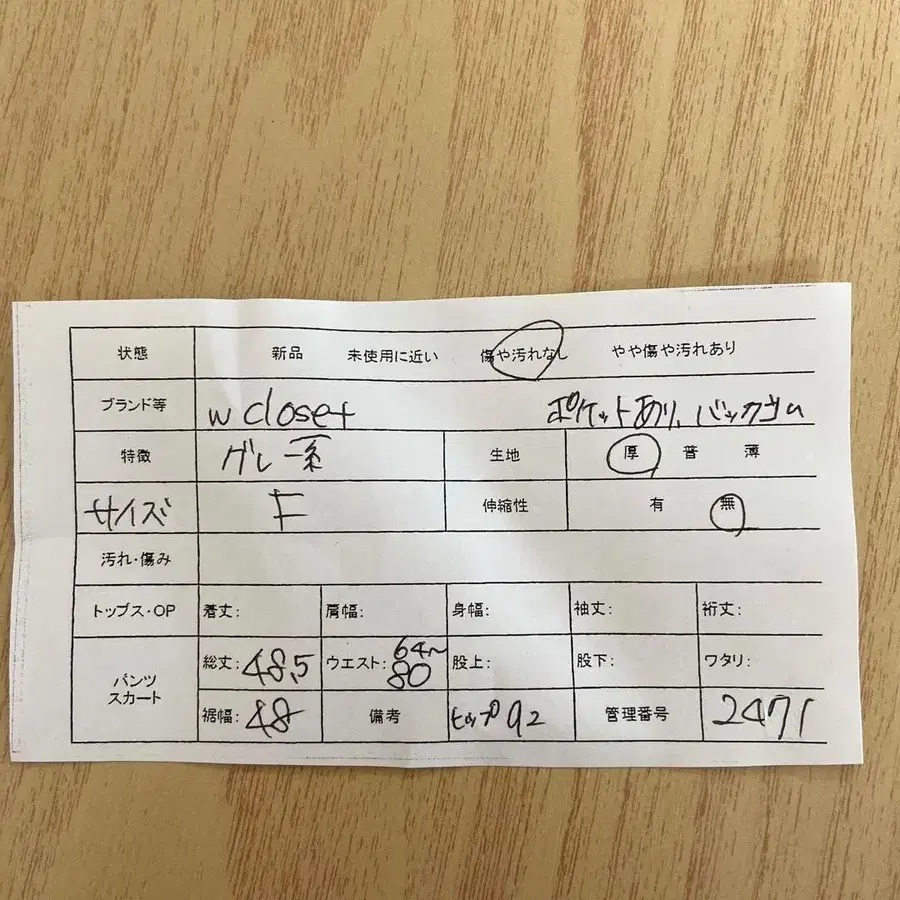 状態 新品 未使用に近い 傷や汚れなし やや傷や汚れあり
ブランド等 w closet ポケットあり、バックゴム
特徴 グレー系 生地 厚 普 薄
サイズ F 伸縮性 有 無
汚れ・傷み
トップス・OP 着丈: 肩幅: 身幅: 袖丈: 裄丈:
パンツ スカート 総丈: 48.5 ウエスト: 64~80 股上: 股下: ワタリ:
裾幅: 48 備考 ヒップ 92 管理番号 2471